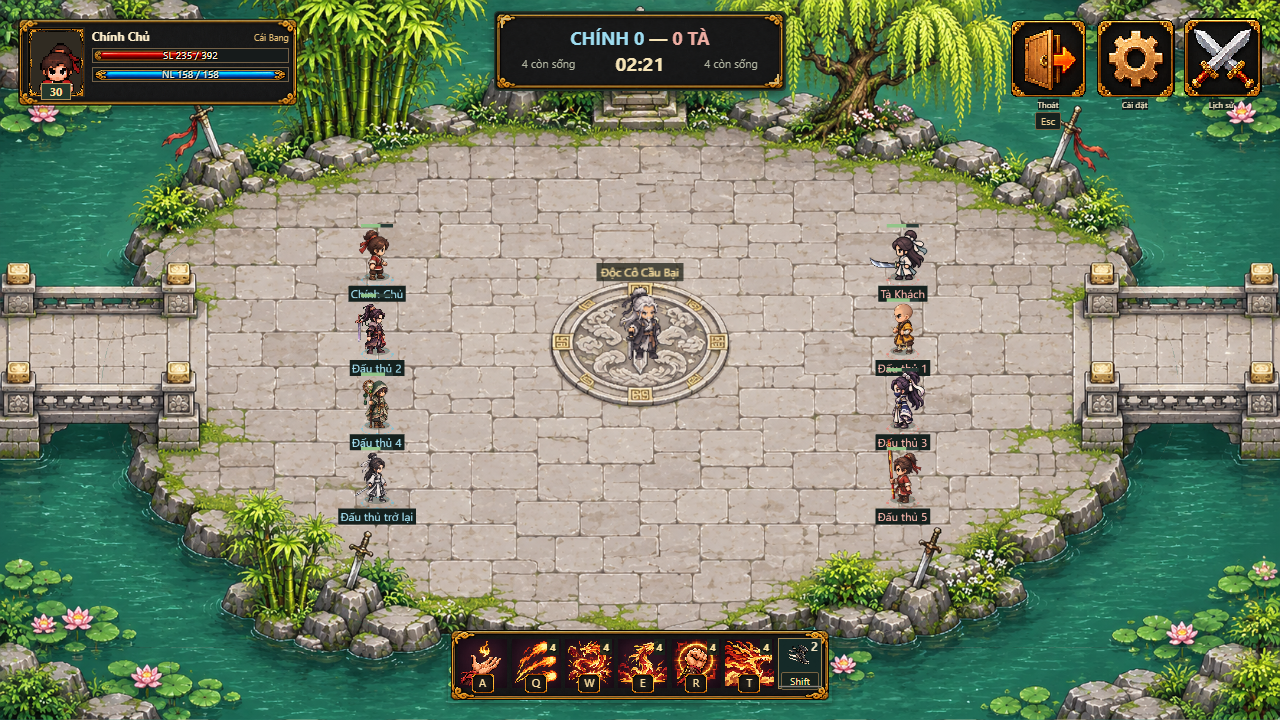 Chính Chủ
Cái Bang
SL 235 / 392
NL 158 / 158
30
CHÍNH 0 — 0 TÀ
4 còn sống
02:21
4 còn sống
Thoát
Cài đặt
Lịch sử
Esc
Độc Cô Cầu Bại
Chính Chủ
Tà Khách
Đấu thủ 2
Đấu thủ 1
Đấu thủ 4
Đấu thủ 3
Đấu thủ trở lại
Đấu thủ 5
4
4
4
4
4
2
A
Q
W
E
R
T
Shift